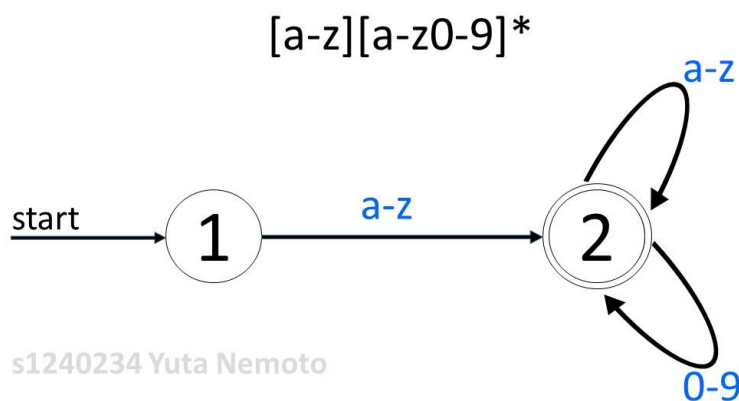 [a-z][a-z0-9]*
a-z
start
1
a-z
2
s1240234 Yuta Nemoto
0-9